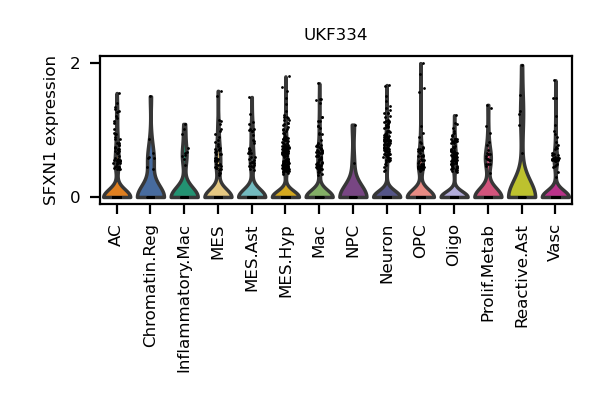 UKF334
SFXN1 expression
2
0
AC
Chromatin.Reg
Inflammatory.Mac
MES
MES.Ast
MES.Hyp
Mac
NPC
Neuron
OPC
Oligo
Prolif.Metab
Reactive.Ast
Vasc